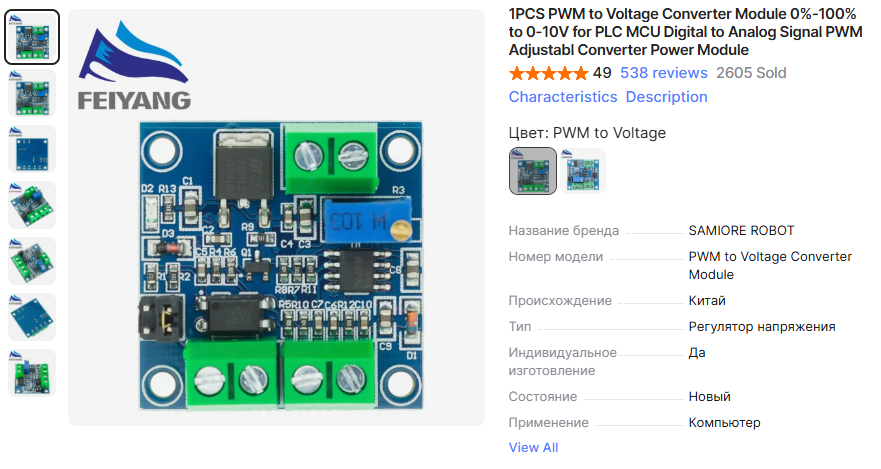 FEIYANG
D2
R13
C1
R3
D3
C2
R9
C4
C3
W 103
C5
R4
R6
Q1
U1
C8
R1
R2
R8
R7
R11
R5
R10
C7
C6
R12
C10
C9
D1
1PCS PWM to Voltage Converter Module 0%-100%
to 0-10V for PLC MCU Digital to Analog Signal PWM
Adjustabl Converter Power Module
49 538 reviews 2605 Sold
Characteristics Description
Цвет: PWM to Voltage
Название бренда SAMIORE ROBOT
Номер модели PWM to Voltage Converter
Module
Происхождение Китай
Тип Регулятор напряжения
Индивидуальное Да
изготовление
Состояние Новый
Применение Компьютер
View All